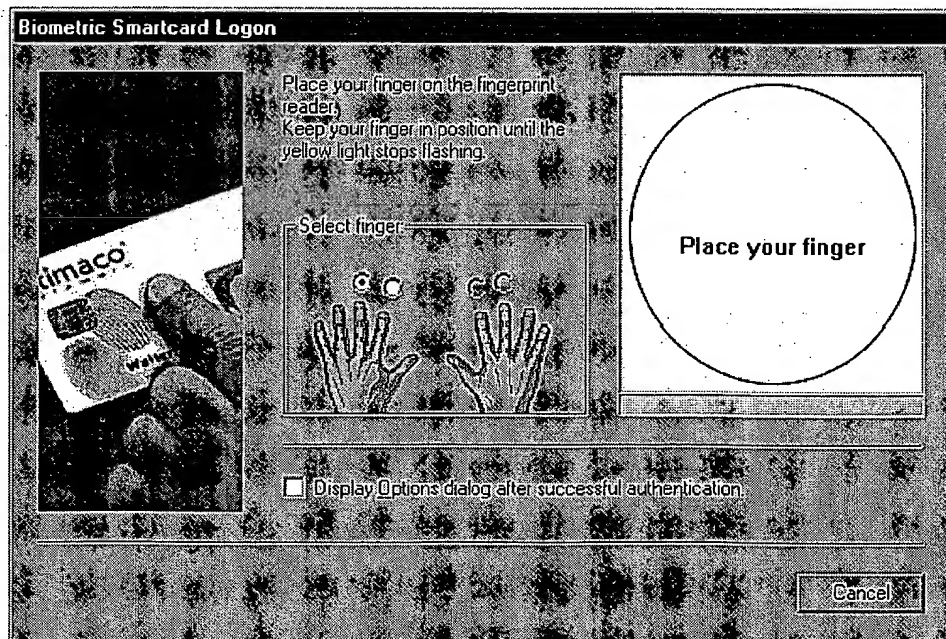 Biometric Smartcard Logon
Place your finger on the fingerprint
reader.
Keep your finger in position until the
yellow light stops flashing.
Select finger:
Place your finger
Display Options dialog after successful authentication.
Cancel